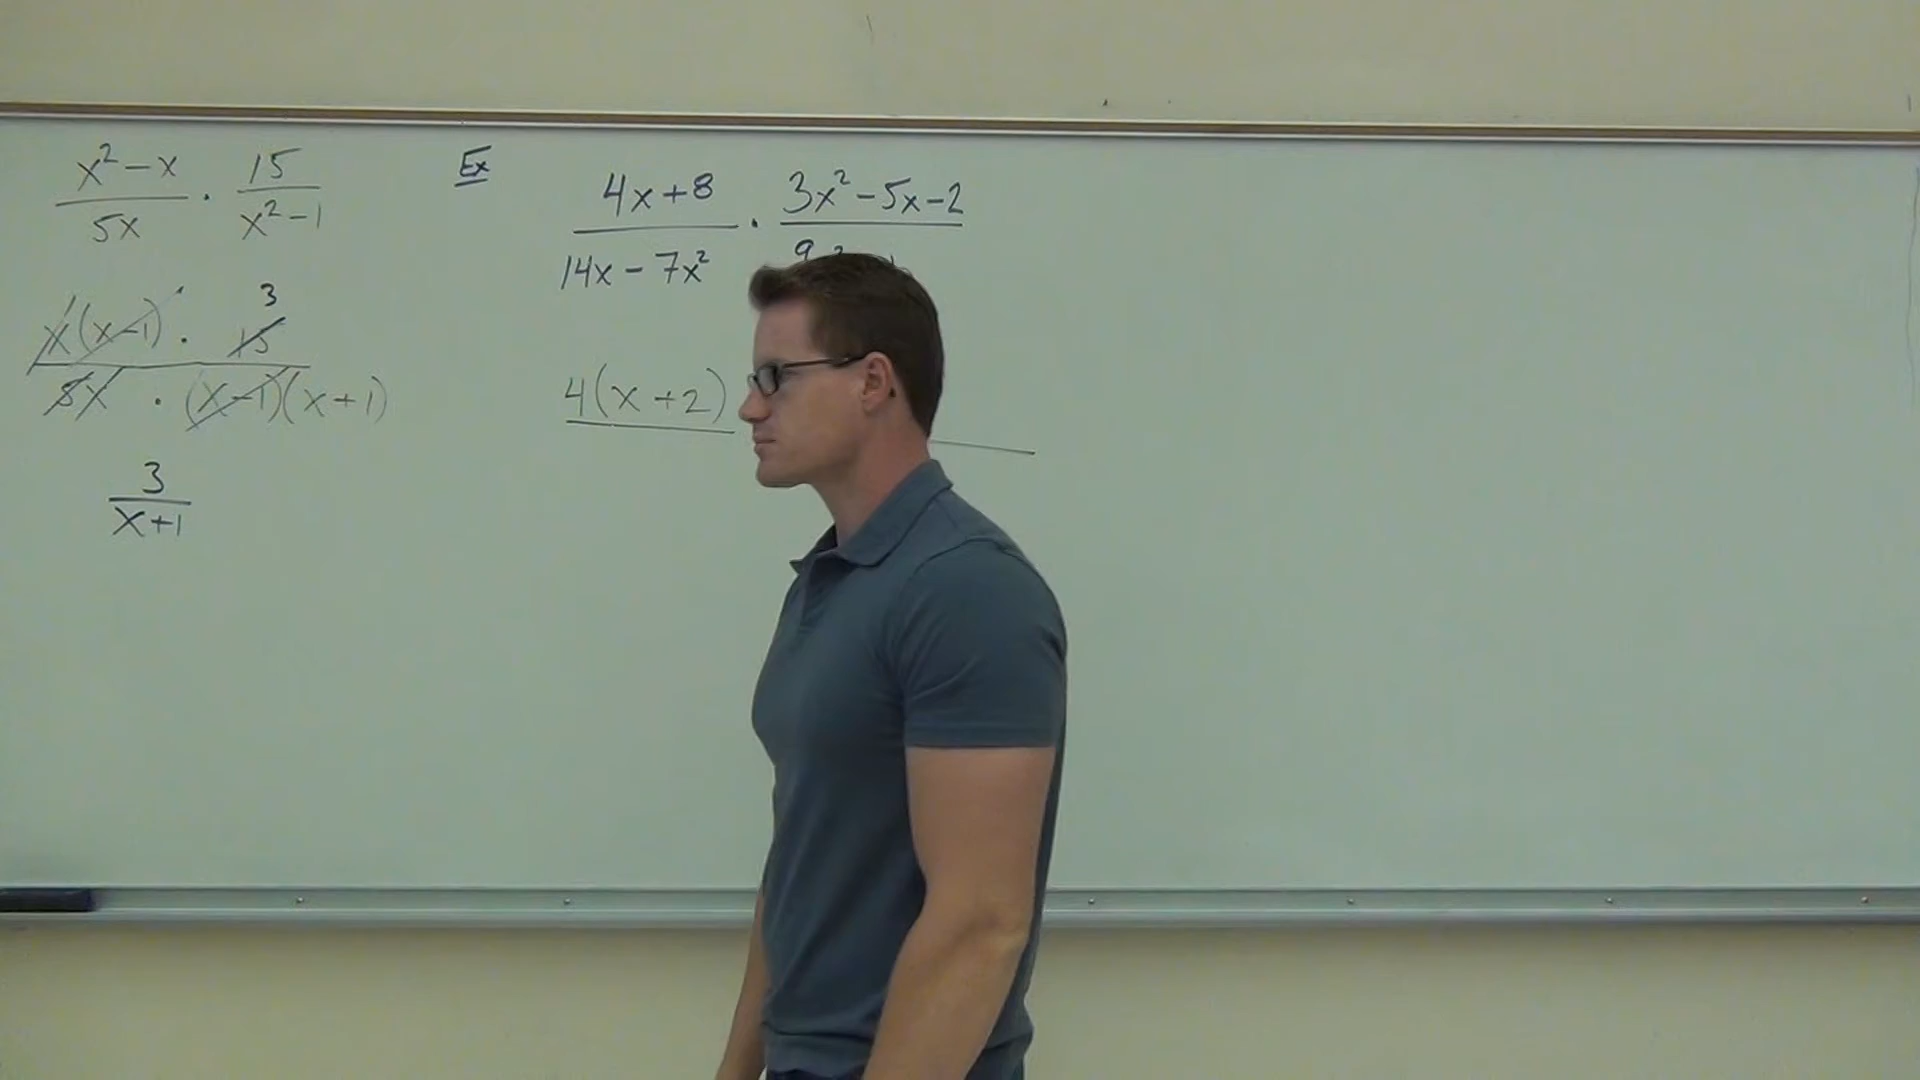 x² - x / 5x · 15 / x² - 1
x(x-1) · 15 3 / 5x · (x-1)(x+1)
3 / x+1
Ex
4x+8 / 14x - 7x² · 3x² - 5x - 2 / 9
4(x+2)